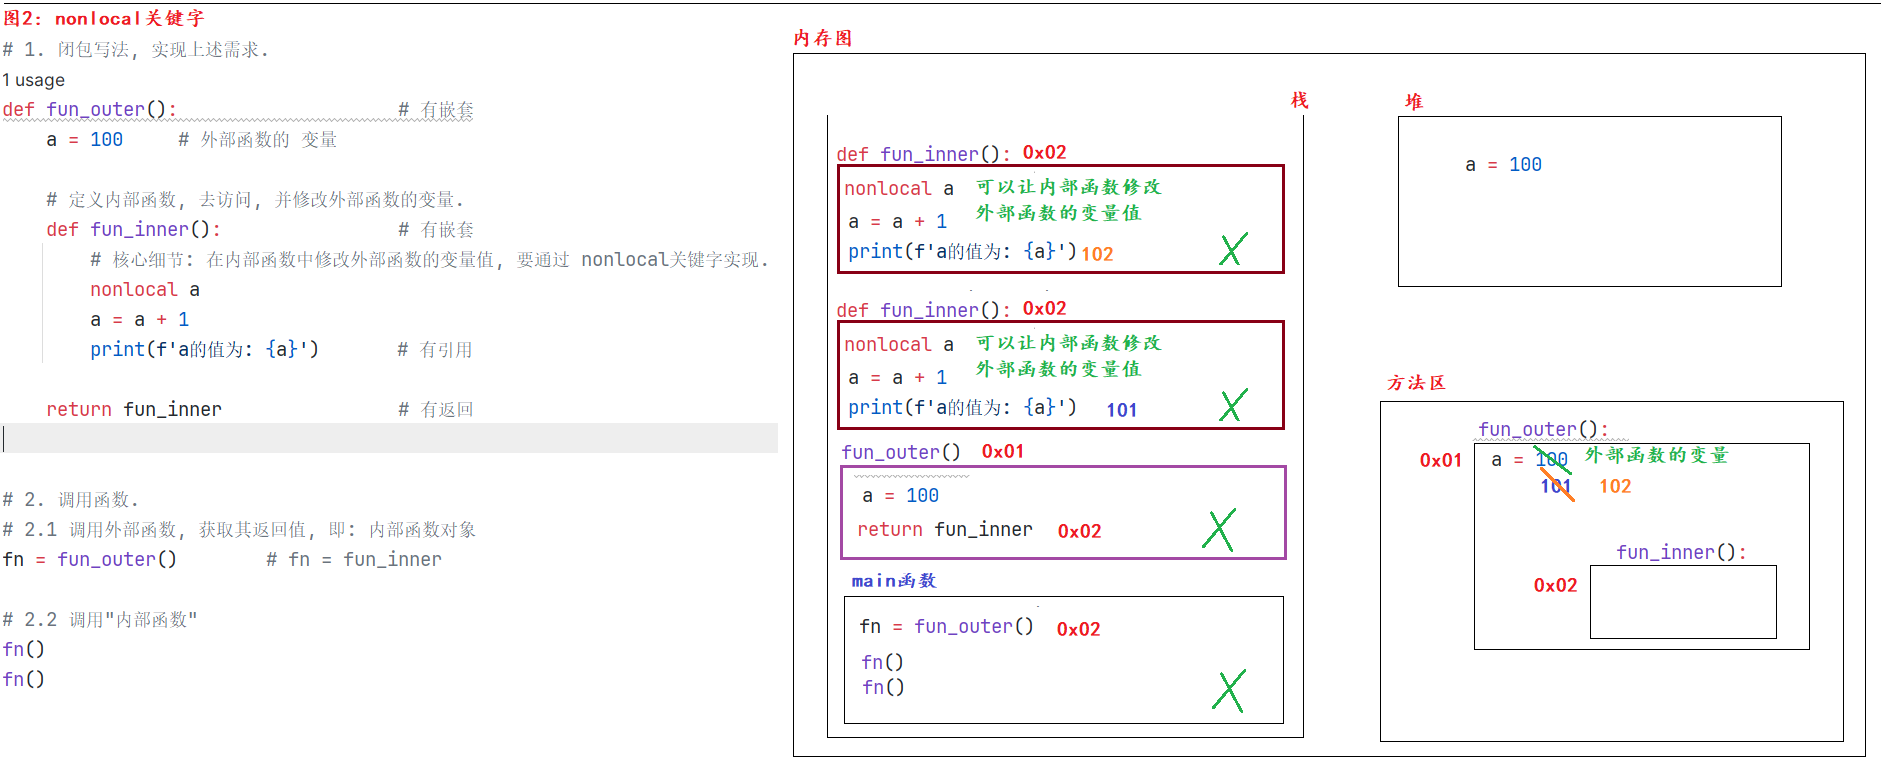 图2: nonlocal关键字
# 1. 闭包写法, 实现上述需求.
1 usage
def fun_outer():                    # 有嵌套
    a = 100     # 外部函数的 变量
    # 定义内部函数, 去访问, 并修改外部函数的变量.
    def fun_inner():                # 有嵌套
        # 核心细节: 在内部函数中修改外部函数的变量值, 要通过 nonlocal关键字实现.
        nonlocal a
        a = a + 1
        print(f'a的值为: {a}')       # 有引用
    return fun_inner                # 有返回
# 2. 调用函数.
# 2.1 调用外部函数, 获取其返回值, 即: 内部函数对象
fn = fun_outer()        # fn = fun_inner
# 2.2 调用"内部函数"
fn()
fn()
内存图
栈
def fun_inner(): 0x02
nonlocal a 可以让内部函数修改
外部函数的变量值
a = a + 1
print(f'a的值为: {a}') 102
def fun_inner(): 0x02
nonlocal a 可以让内部函数修改
外部函数的变量值
a = a + 1
print(f'a的值为: {a}') 101
fun_outer() 0x01
a = 100
return fun_inner 0x02
main函数
fn = fun_outer() 0x02
fn()
fn()
堆
a = 100
方法区
fun_outer():
0x01 a = 100 外部函数的变量
101 102
fun_inner():
0x02